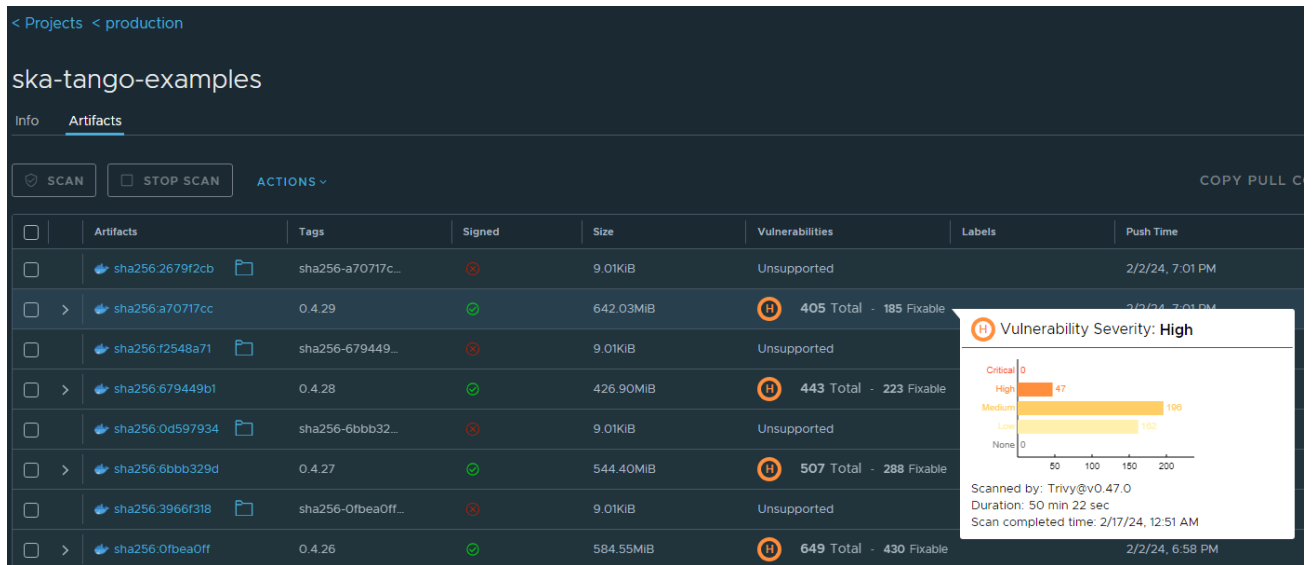 < Projects < production
ska-tango-examples
Info Artifacts
SCAN STOP SCAN ACTIONS COPY PULL CO
Artifacts Tags Signed Size Vulnerabilities Labels Push Time
sha256:2679f2cb sha256-a70717c... 9.01KiB Unsupported 2/2/24, 7:01 PM
sha256:a70717cc 0.4.29 642.03MiB H 405 Total - 185 Fixable 2/2/24, 7:01 PM
H Vulnerability Severity: High
sha256:f2548a71 sha256-679449... 9.01KiB Unsupported
Critical 0
High 47
sha256:679449b1 0.4.28 426.90MiB H 443 Total - 223 Fixable
Medium 196
Low 162
sha256:0d597934 sha256-6bbb32... 9.01KiB Unsupported
None 0
50 100 150 200
sha256:6bbb329d 0.4.27 544.40MiB H 507 Total - 288 Fixable
Scanned by: Trivy@v0.47.0
sha256:3966f318 sha256-0fbea0ff... 9.01KiB Unsupported
Duration: 50 min 22 sec
Scan completed time: 2/17/24, 12:51 AM
sha256:0fbea0ff 0.4.26 584.55MiB H 649 Total - 430 Fixable 2/2/24, 6:58 PM